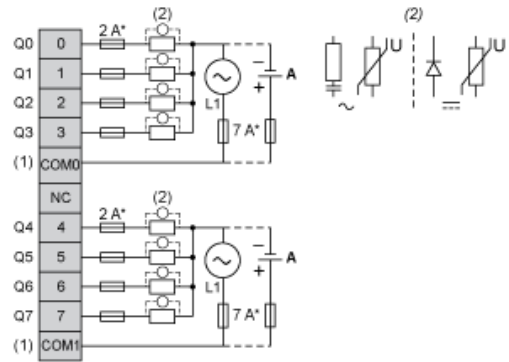 (2)
2 A*
Q0 0
Q1 1
Q2 2
Q3 3
(1) COM0
L1
7 A*
− + A
NC
(2)
2 A*
Q4 4
Q5 5
Q6 6
Q7 7
(1) COM1
L1
7 A*
− + A
(2)
U
U